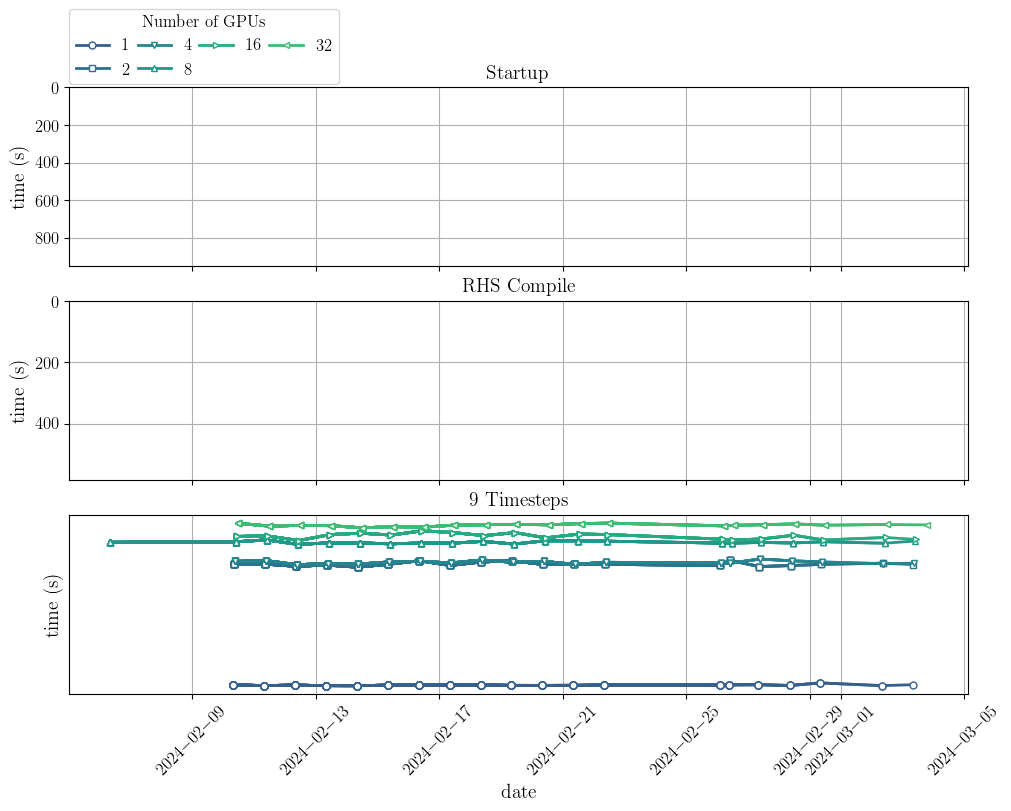 Number of GPUs
1 4 16 32
2 8
Startup
0
200
400
600
800
time (s)
RHS Compile
0
200
400
time (s)
9 Timesteps
time (s)
2024−02−09 2024−02−13 2024−02−17 2024−02−21 2024−02−25 2024−02−29 2024−03−01 2024−03−05
date